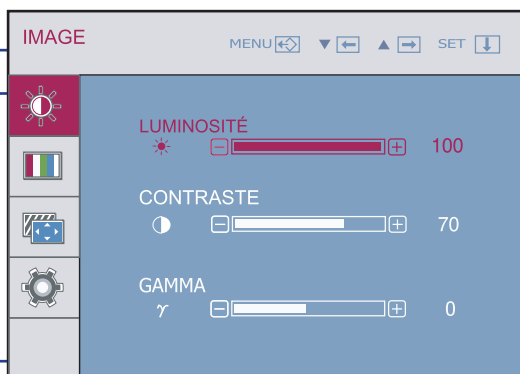 IMAGE
MENU ▼ ▲ SET
LUMINOSITÉ
100
CONTRASTE
70
GAMMA
γ 0